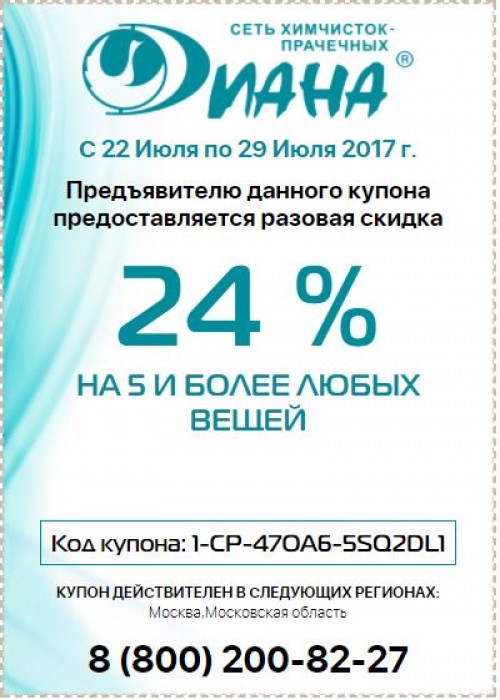 СЕТЬ ХИМЧИСТОК-
ПРАЧЕЧНЫХ
ДИАНА®
С 22 Июля по 29 Июля 2017 г.
Предъявителю данного купона
предоставляется разовая скидка
24 %
НА 5 И БОЛЕЕ ЛЮБЫХ
ВЕЩЕЙ
Код купона: 1-CP-47OA6-5SQ2DL1
КУПОН ДЕЙСТВИТЕЛЕН В СЛЕДУЮЩИХ РЕГИОНАХ:
Москва,Московская область
8 (800) 200-82-27